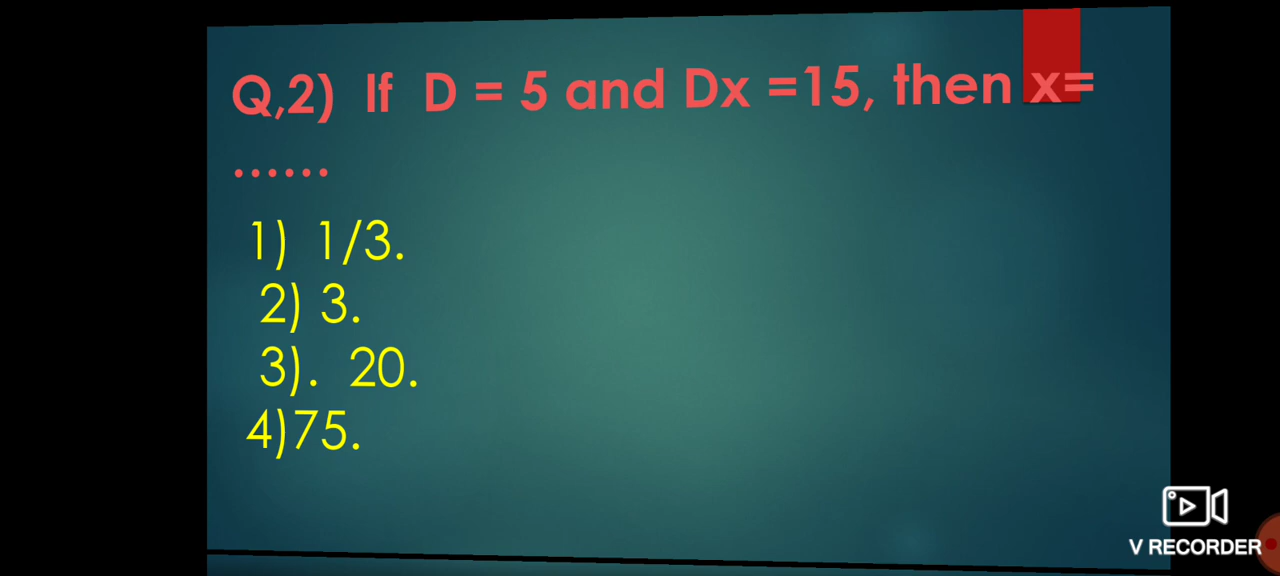 Q,2) If D = 5 and Dx =15, then x=
......
1) 1/3.
2) 3.
3). 20.
4)75.
V RECORDER